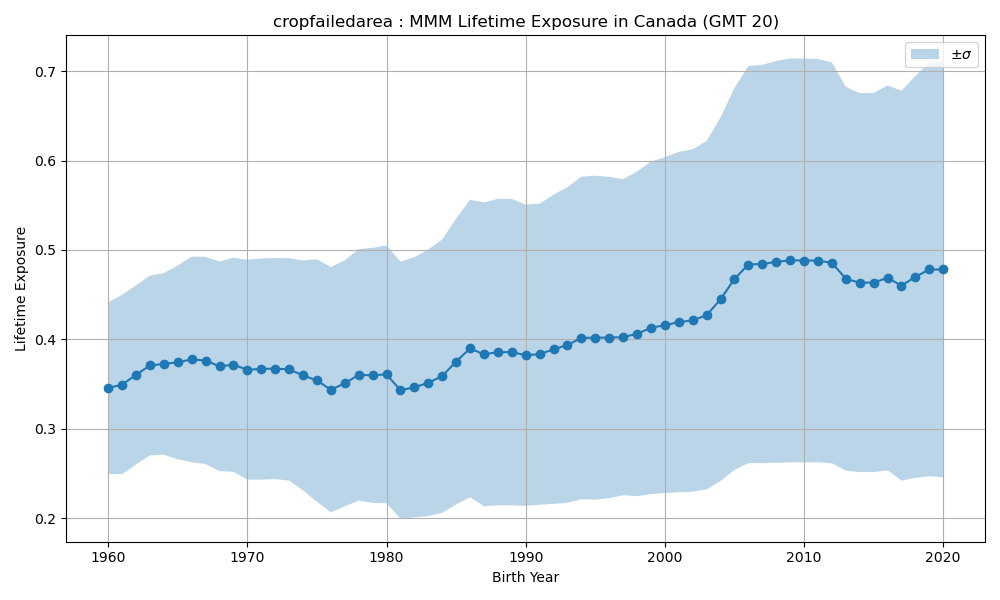 cropfailedarea : MMM Lifetime Exposure in Canada (GMT 20)
±σ
Lifetime Exposure
0.7
0.6
0.5
0.4
0.3
0.2
1960 1970 1980 1990 2000 2010 2020
Birth Year